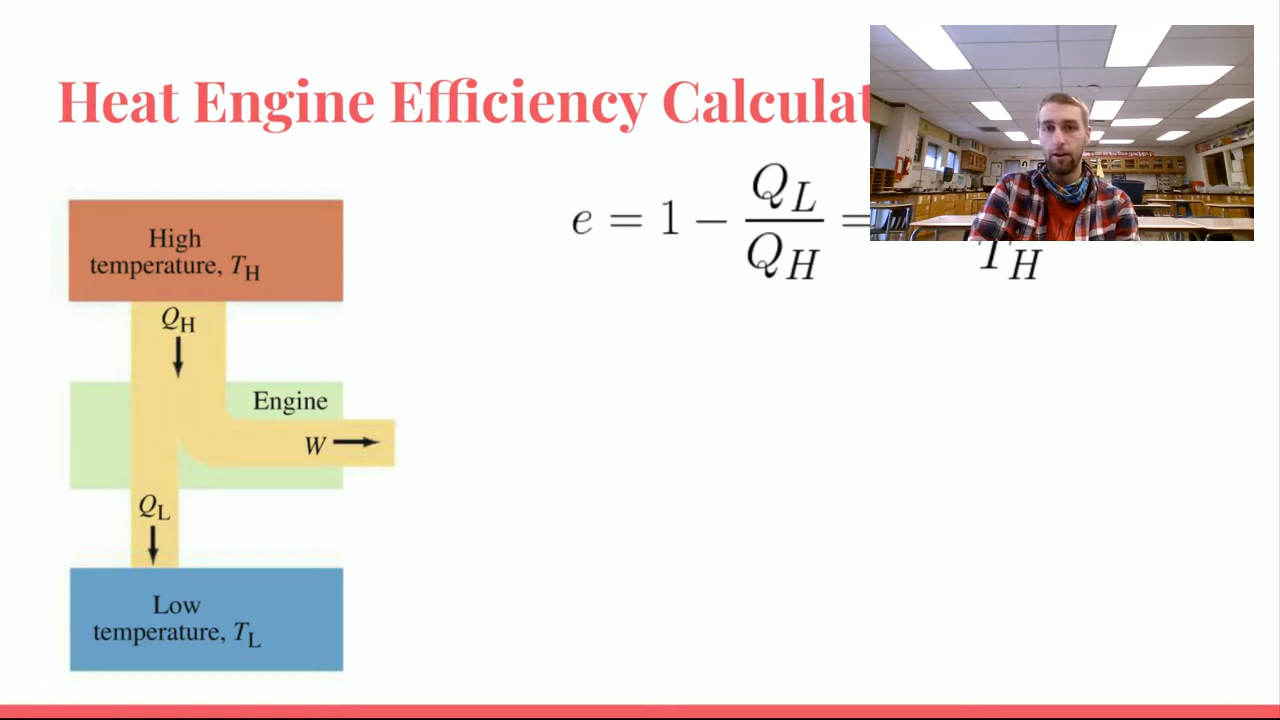 Heat Engine Efficiency Calculat
e = 1 - Q_L / Q_H =
T_H
High
temperature, T_H
Q_H
Engine
W
Q_L
Low
temperature, T_L